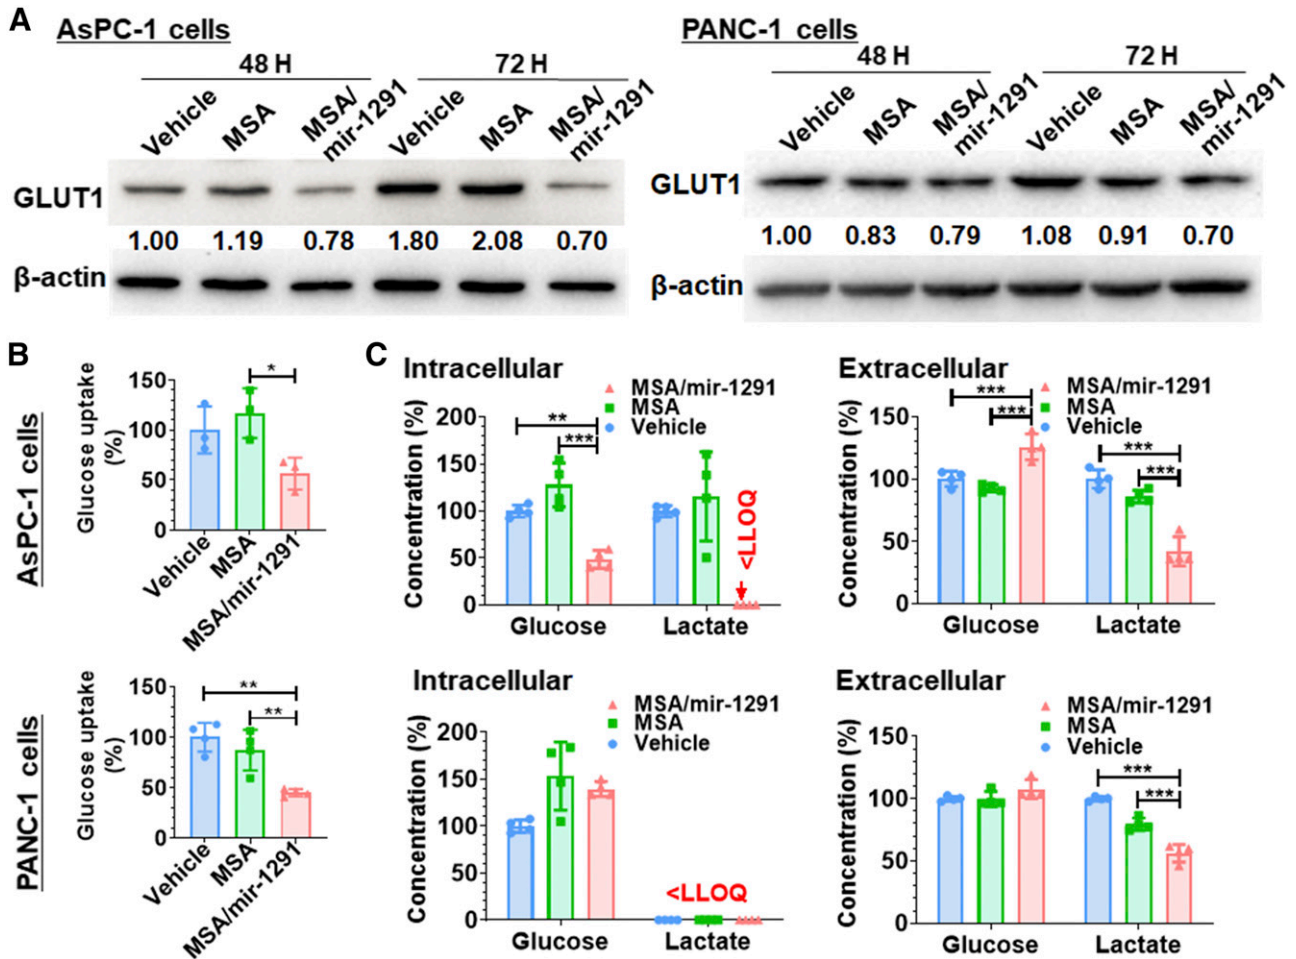 A
AsPC-1 cells
48 H
72 H
Vehicle
MSA
MSA/
mir-1291
Vehicle
MSA
MSA/
mir-1291
GLUT1
1.00 1.19 0.78 1.80 2.08 0.70
β-actin
PANC-1 cells
48 H
72 H
Vehicle
MSA
MSA/
mir-1291
Vehicle
MSA
MSA/
mir-1291
GLUT1
1.00 0.83 0.79 1.08 0.91 0.70
β-actin
B
AsPC-1 cells
Glucose uptake
(%)
150
100
50
0
*
Vehicle
MSA
MSA/mir-1291
PANC-1 cells
Glucose uptake
(%)
150
100
50
0
**
**
Vehicle
MSA
MSA/mir-1291
C
Intracellular
MSA/mir-1291
MSA
Vehicle
Concentration (%)
200
150
100
50
0
**
***
<LLOQ
Glucose
Lactate
Extracellular
MSA/mir-1291
MSA
Vehicle
Concentration (%)
150
100
50
0
***
***
***
***
Glucose
Lactate
Intracellular
MSA/mir-1291
MSA
Vehicle
Concentration (%)
200
150
100
50
0
<LLOQ
Glucose
Lactate
Extracellular
MSA/mir-1291
MSA
Vehicle
Concentration (%)
150
100
50
0
***
***
Glucose
Lactate